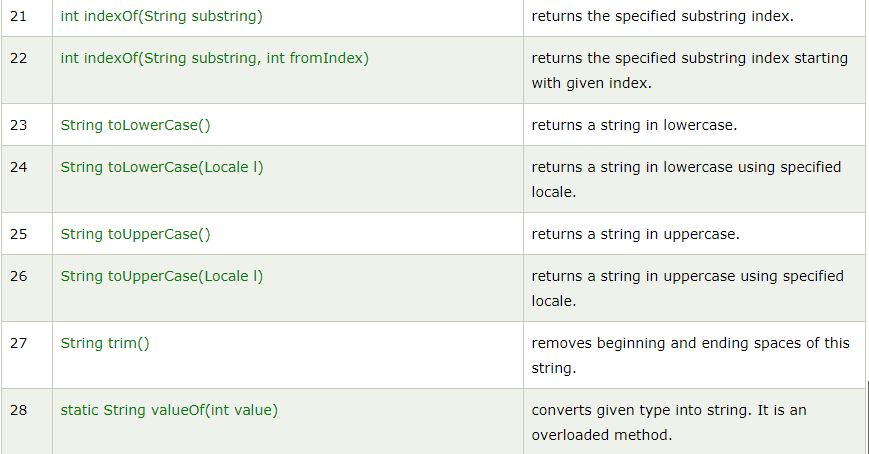 21 int indexOf(String substring) returns the specified substring index.
22 int indexOf(String substring, int fromIndex) returns the specified substring index starting
with given index.
23 String toLowerCase() returns a string in lowercase.
24 String toLowerCase(Locale l) returns a string in lowercase using specified
locale.
25 String toUpperCase() returns a string in uppercase.
26 String toUpperCase(Locale l) returns a string in uppercase using specified
locale.
27 String trim() removes beginning and ending spaces of this
string.
28 static String valueOf(int value) converts given type into string. It is an
overloaded method.